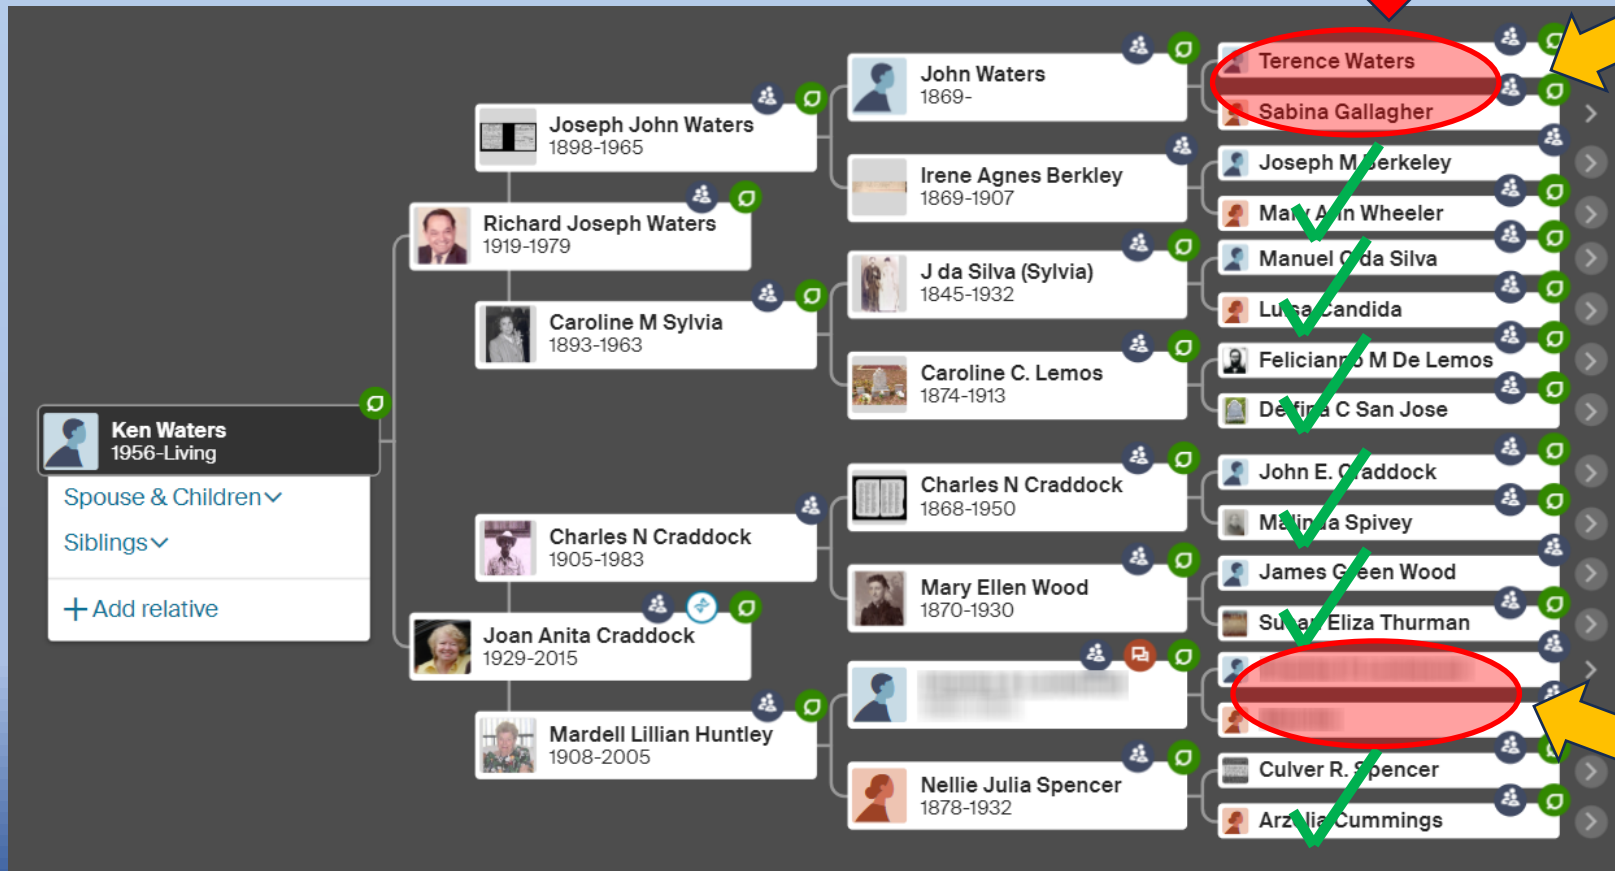 Ken Waters
1956-Living
Spouse & Children
Siblings
+ Add relative
Richard Joseph Waters
1919-1979
Joan Anita Craddock
1929-2015
Joseph John Waters
1898-1965
Caroline M Sylvia
1893-1963
Charles N Craddock
1905-1983
Mardell Lillian Huntley
1908-2005
John Waters
1869-
Irene Agnes Berkley
1869-1907
J da Silva (Sylvia)
1845-1932
Caroline C. Lemos
1874-1913
Charles N Craddock
1868-1950
Mary Ellen Wood
1870-1930
Nellie Julia Spencer
1878-1932
Terence Waters
Sabina Gallagher
Joseph M Berkeley
Mary Ann Wheeler
Manuel C da Silva
Luisa Candida
Felicianno M De Lemos
Delfina C San Jose
John E. Craddock
Malinda Spivey
James Green Wood
Susan Eliza Thurman
Culver R. Spencer
Arzelia Cummings